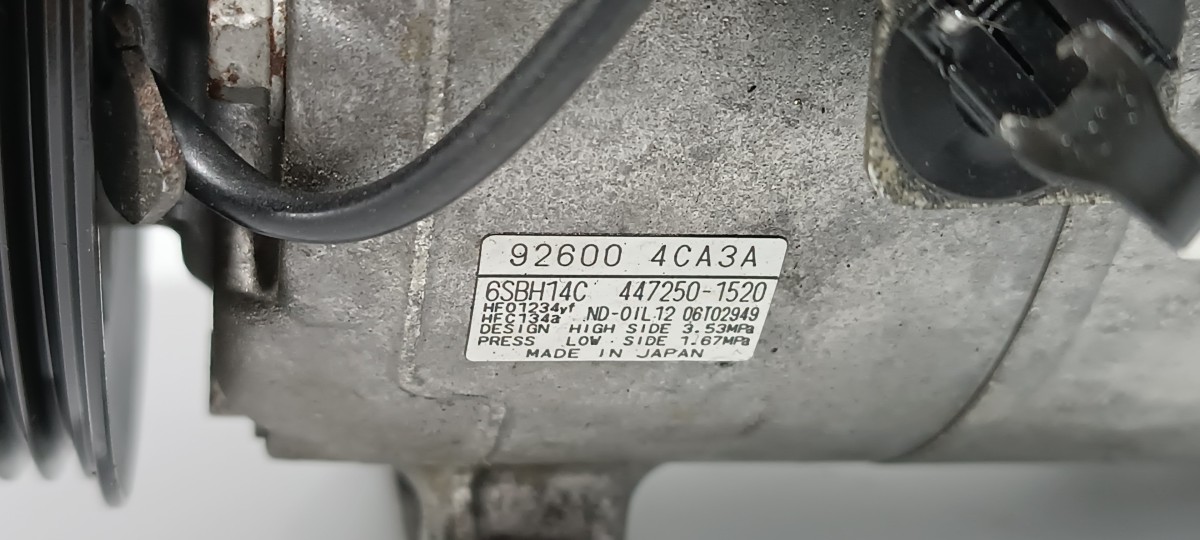 92600 4CA3A
6SBH14C 447250-1520
HFO1234yf
HFC134a ND-OIL12 06T02949
DESIGN HIGH SIDE 3.53MPa
PRESS LOW SIDE 1.67MPa
MADE IN JAPAN